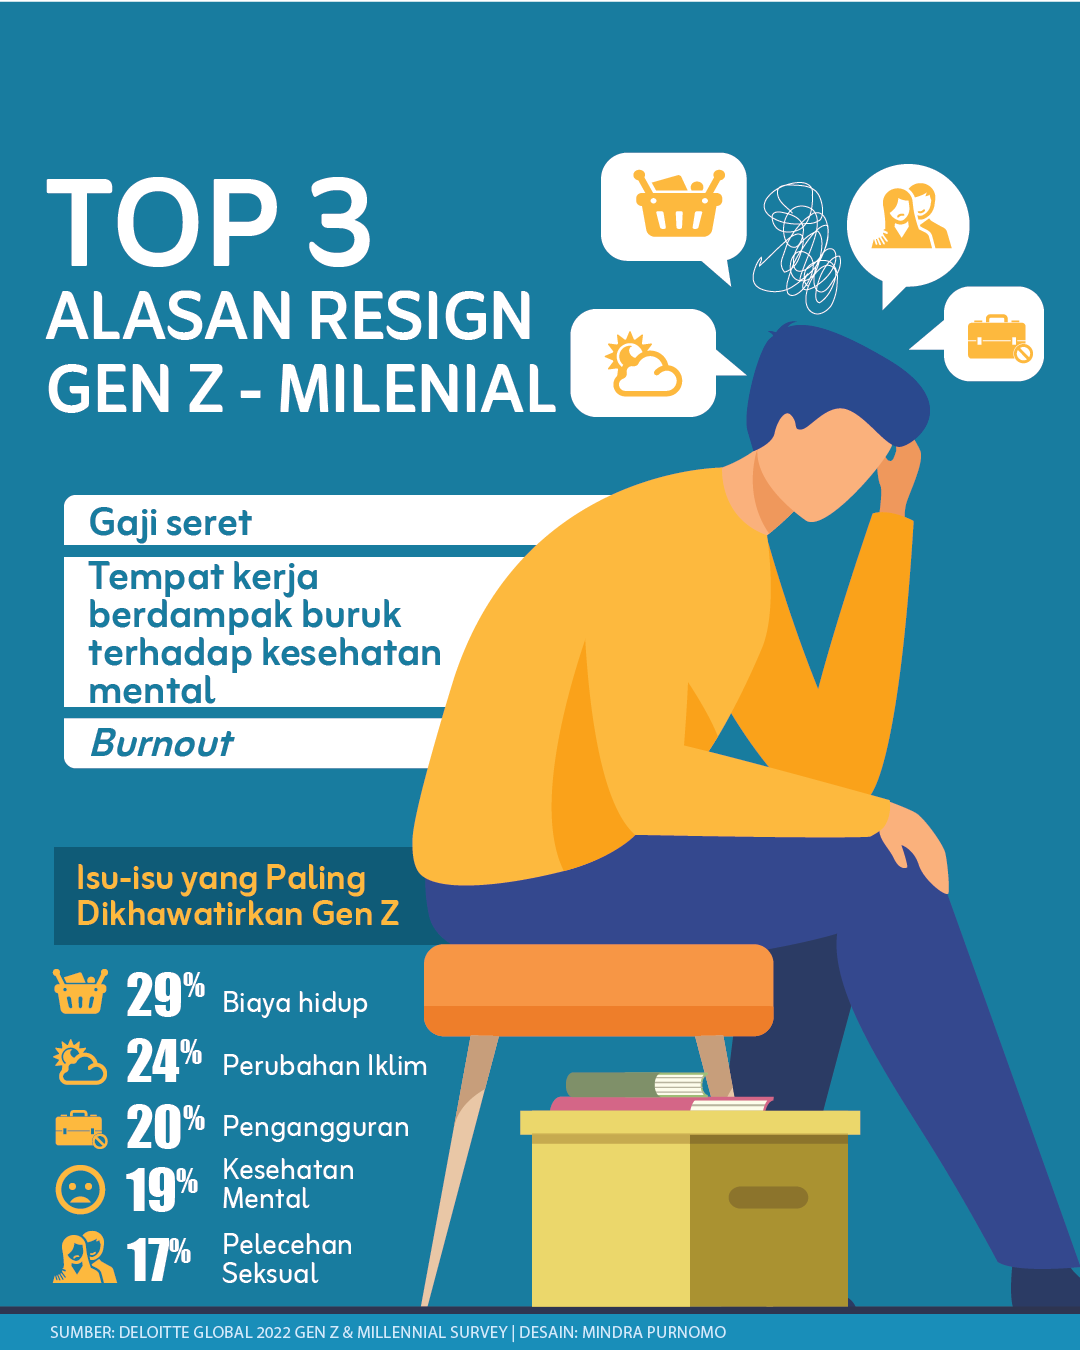 TOP 3
ALASAN RESIGN
GEN Z - MILENIAL
Gaji seret
Tempat kerja
berdampak buruk
terhadap kesehatan
mental
Burnout
Isu-isu yang Paling
Dikhawatirkan Gen Z
29% Biaya hidup
24% Perubahan Iklim
20% Pengangguran
19% Kesehatan
Mental
17% Pelecehan
Seksual
SUMBER: DELOITTE GLOBAL 2022 GEN Z & MILLENNIAL SURVEY | DESAIN: MINDRA PURNOMO